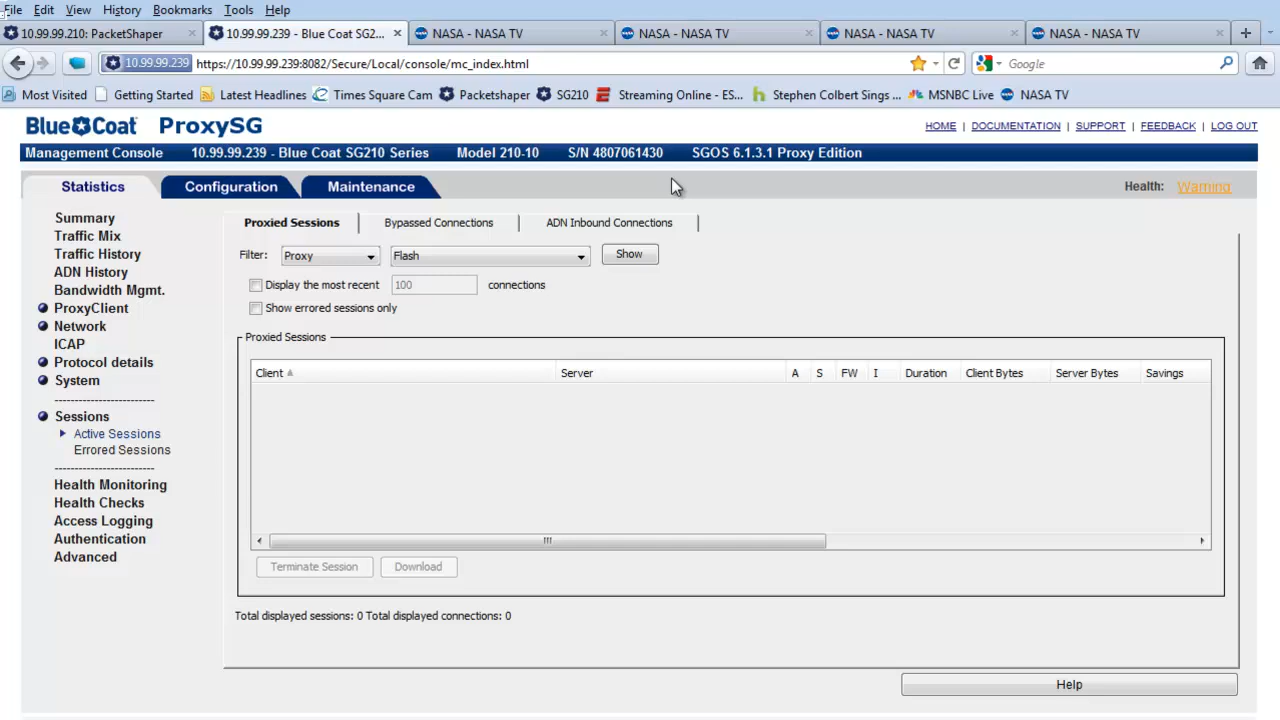 File Edit View History Bookmarks Tools Help
10.99.99.210: PacketShaper × 10.99.99.239 - Blue Coat SG2... × NASA - NASA TV × NASA - NASA TV × NASA - NASA TV × NASA - NASA TV × +
10.99.99.239 https://10.99.99.239:8082/Secure/Local/console/mc_index.html Google
Most Visited Getting Started Latest Headlines Times Square Cam Packetshaper SG210 Streaming Online - ES... Stephen Colbert Sings ... MSNBC Live NASA TV
Blue Coat ProxySG HOME | DOCUMENTATION | SUPPORT | FEEDBACK | LOG OUT
Management Console 10.99.99.239 - Blue Coat SG210 Series Model 210-10 S/N 4807061430 SGOS 6.1.3.1 Proxy Edition
Statistics Configuration Maintenance Health: Warning
Summary
Traffic Mix
Traffic History
ADN History
Bandwidth Mgmt.
ProxyClient
Network
ICAP
Protocol details
System
-------------------------
Sessions
Active Sessions
Errored Sessions
-------------------------
Health Monitoring
Health Checks
Access Logging
Authentication
Advanced
Proxied Sessions | Bypassed Connections | ADN Inbound Connections |
Filter: Proxy Flash Show
Display the most recent 100 connections
Show errored sessions only
Proxied Sessions
Client Server A S FW I Duration Client Bytes Server Bytes Savings
Terminate Session Download
Total displayed sessions: 0 Total displayed connections: 0
Help